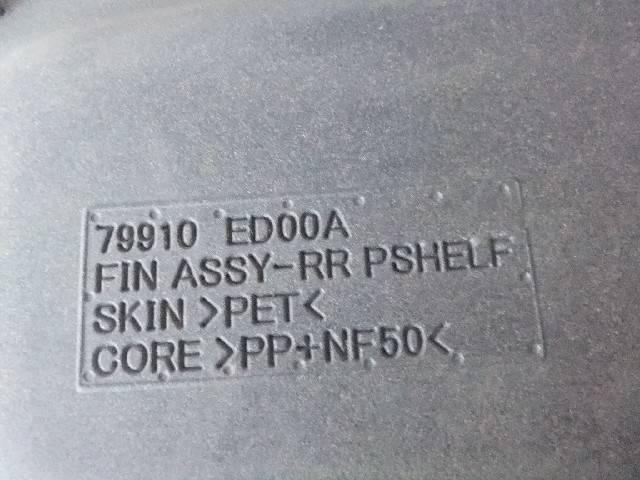 79910 ED00A
FIN ASSY-RR PSHELF
SKIN >PET<
CORE >PP+NF50<